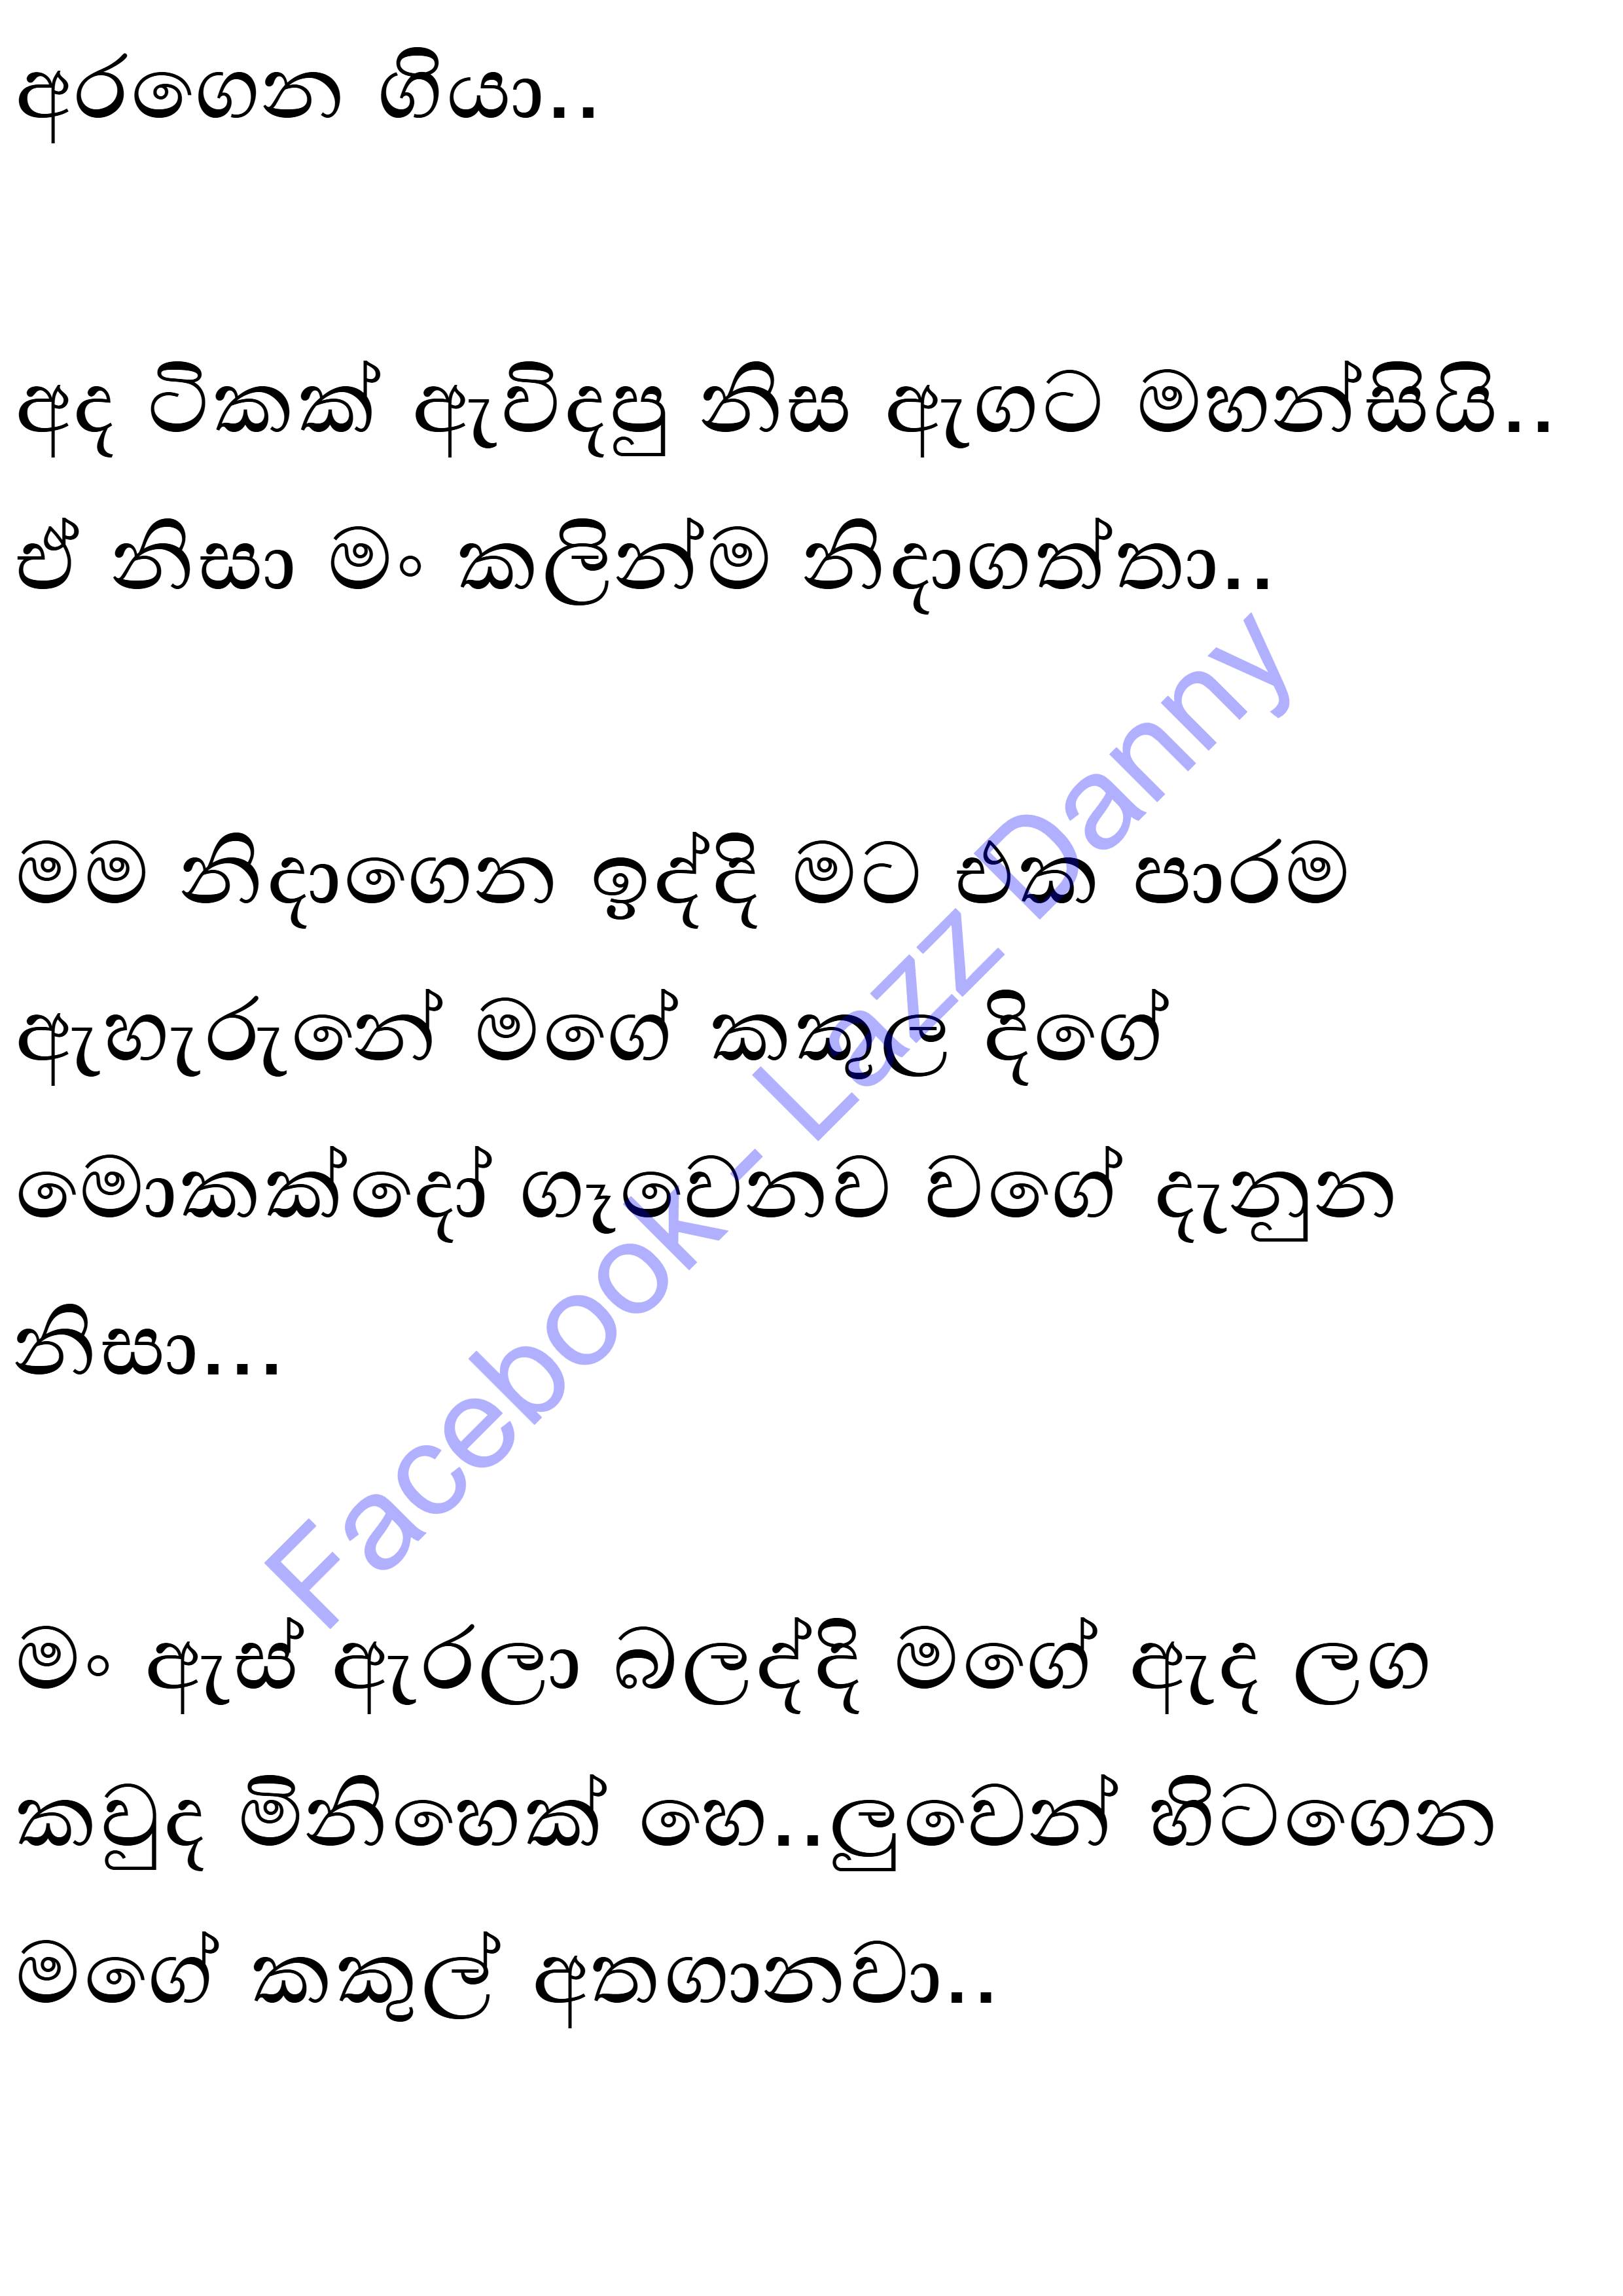 අරගෙන ගියා..
අද ටිකක් ඇවිදපු නිස ඇගට මහන්සියි..
ඒ නිසා මං කලින්ම නිදාගත්තා..
මම නිදාගෙන ඉද්දි මට එක පාරම
ඇහැරුනේ මගේ කකුල දිගේ
මොකක්දෝ ගෑවෙනව වගේ දැනුන
නිසා...
මං ඇස් ඇරලා බලද්දි මගේ ඇද ලග
කවුද මිනිහෙක් හෙ..ලුවෙන් හිටගෙන
මගේ කකුල් අතගානවා..
Facebook- Lazz Danny